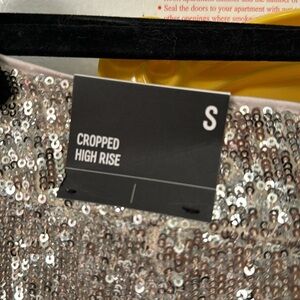 • Seal the doors to your apartment with
other openings where smoke
S
CROPPED
HIGH RISE